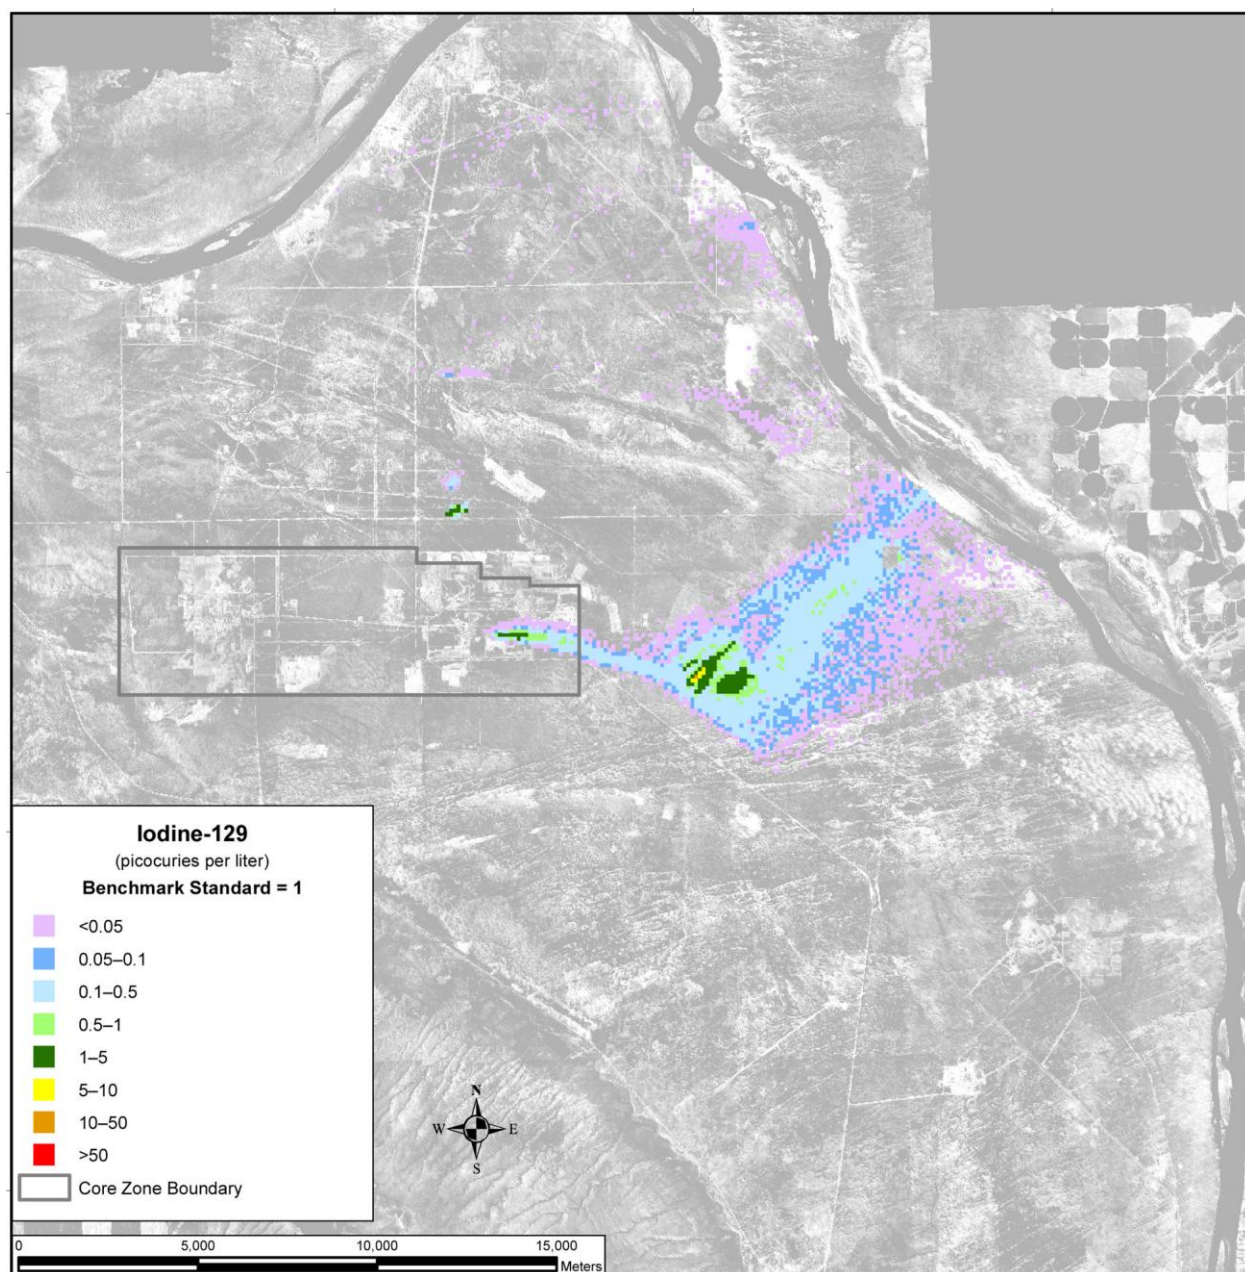 Iodine-129
(picocuries per liter)
Benchmark Standard = 1
<0.05
0.05–0.1
0.1–0.5
0.5–1
1–5
5–10
10–50
>50
Core Zone Boundary
N
W E
S
0 5,000 10,000 15,000
Meters